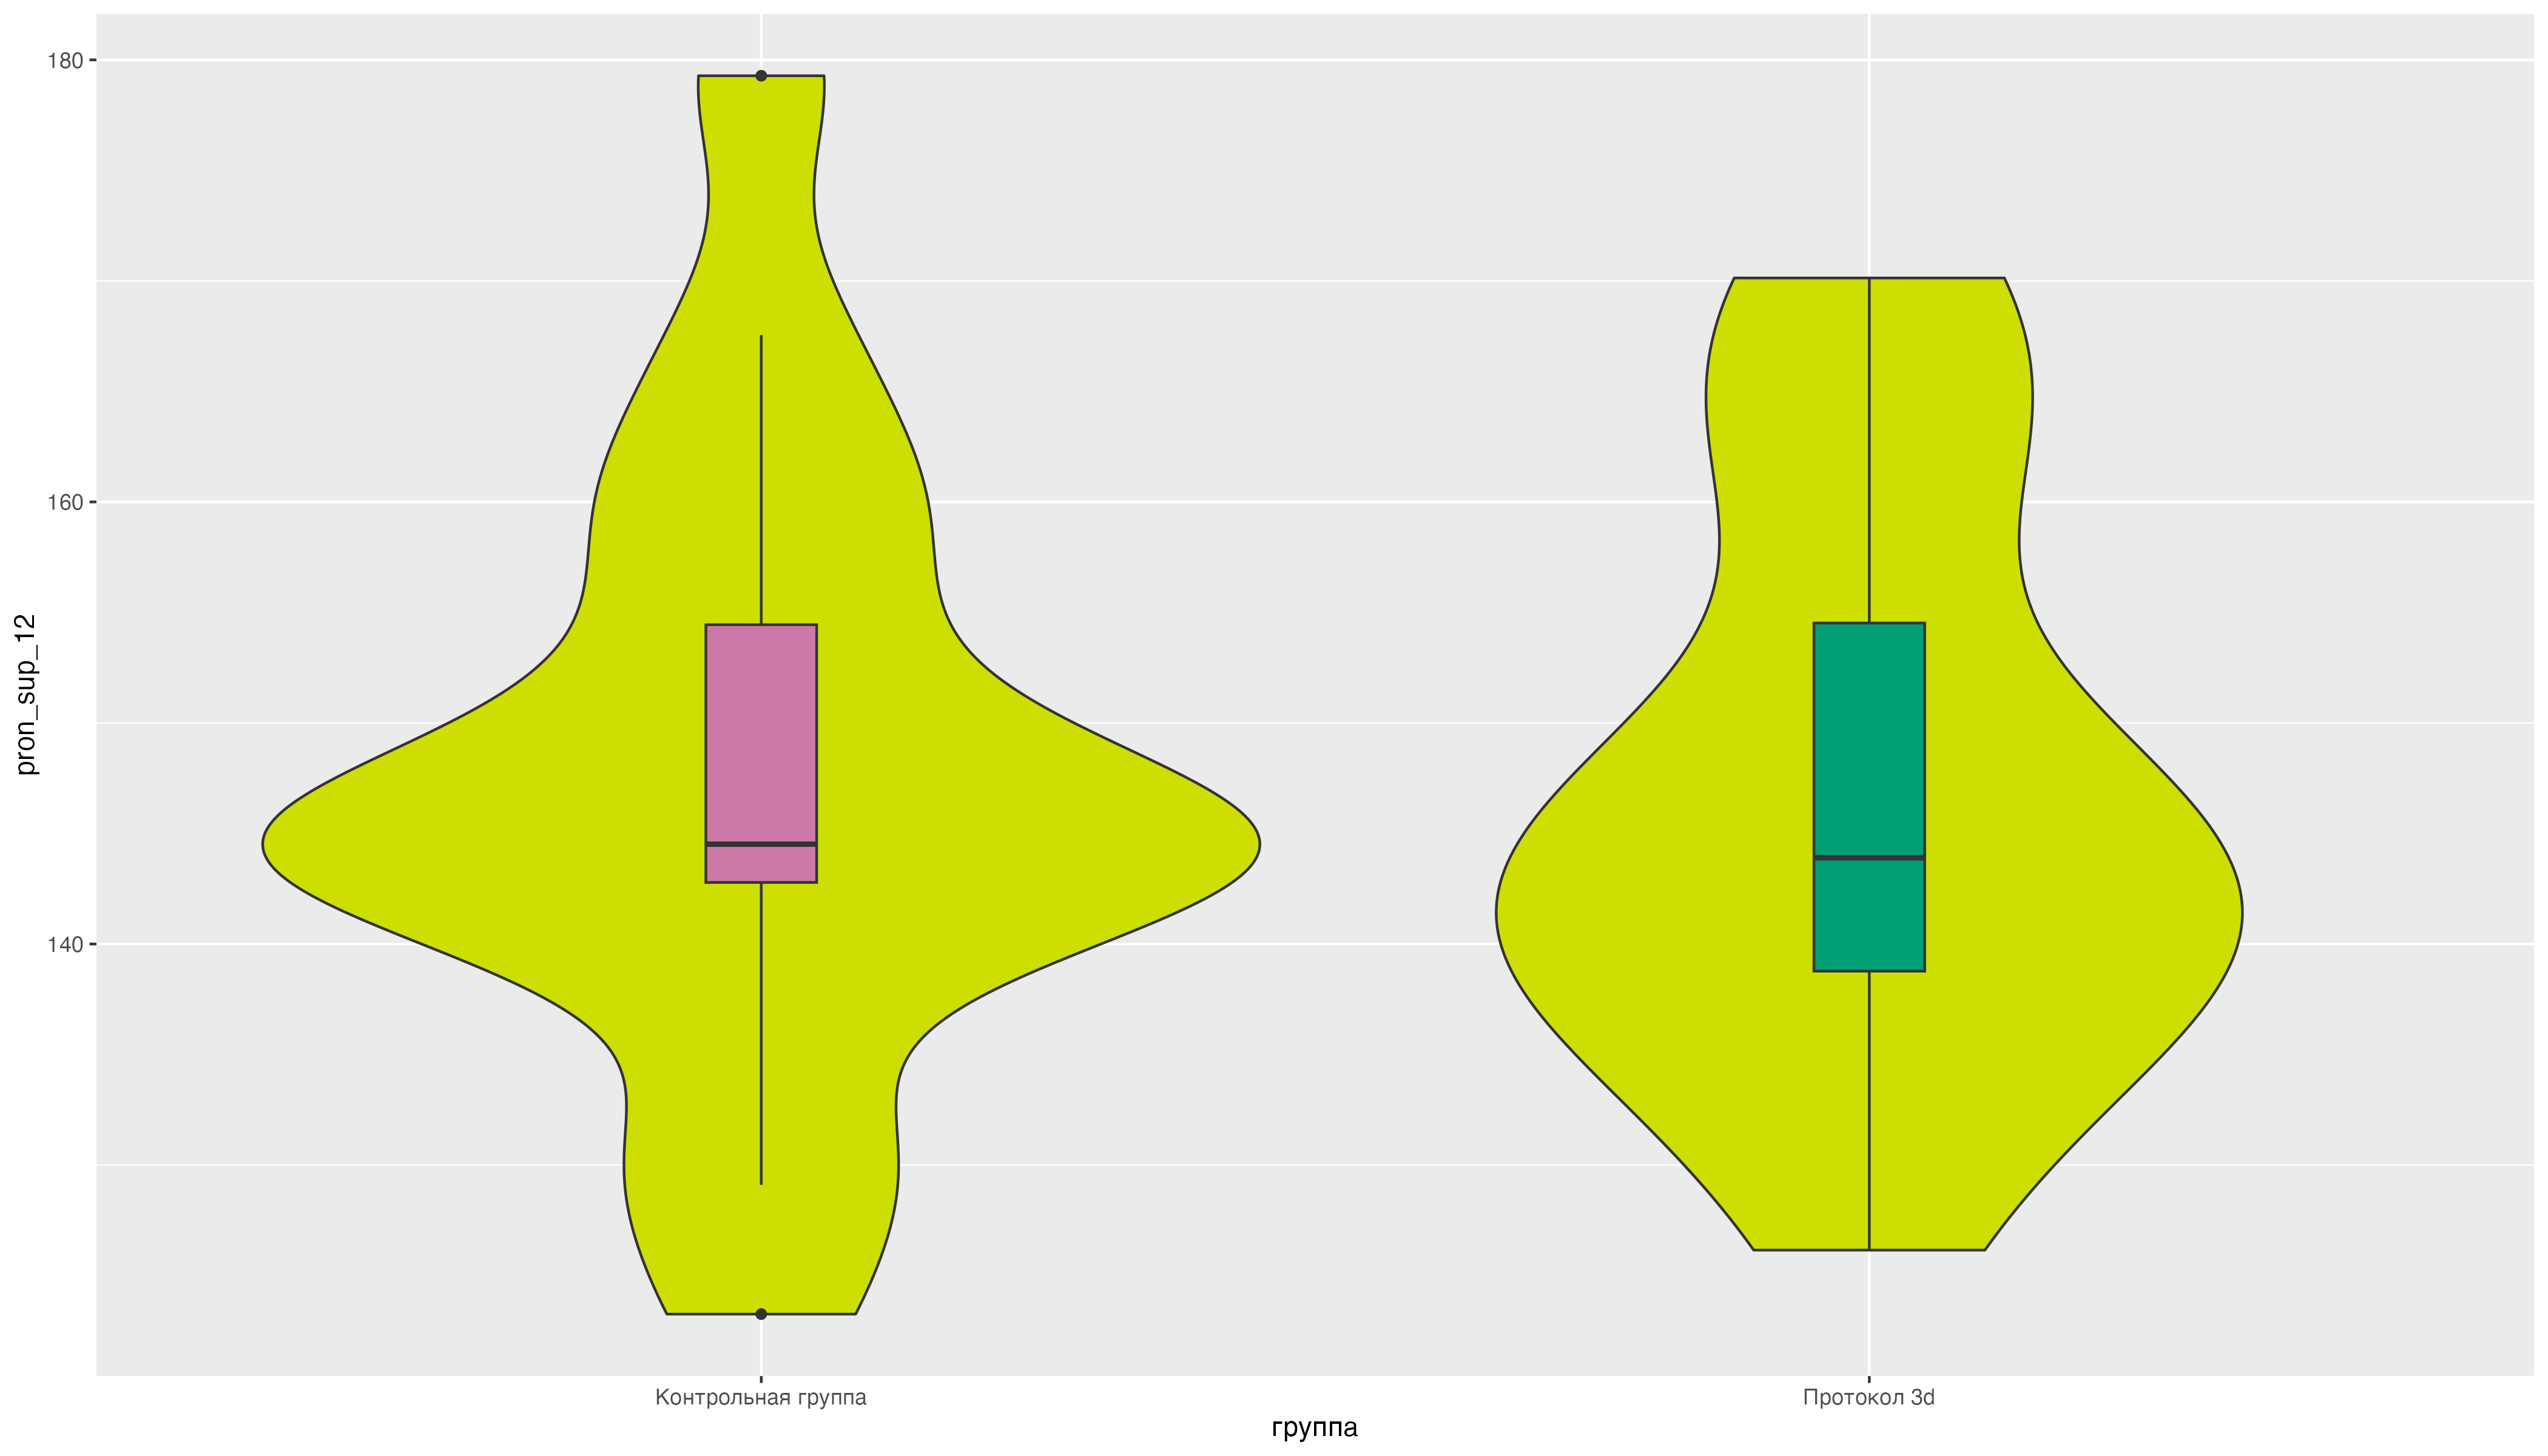 180
160
140
pron_sup_12
Контрольная группа
Протокол 3d
группа